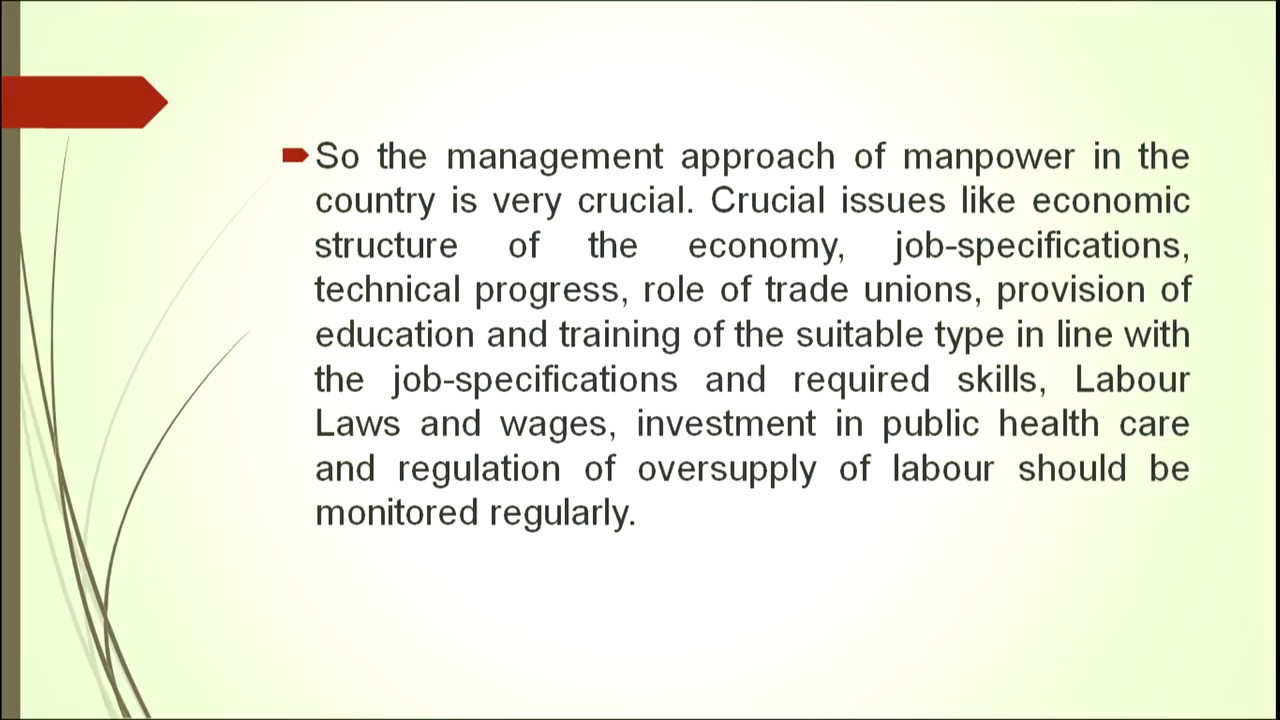 So the management approach of manpower in the
country is very crucial. Crucial issues like economic
structure of the economy, job-specifications,
technical progress, role of trade unions, provision of
education and training of the suitable type in line with
the job-specifications and required skills, Labour
Laws and wages, investment in public health care
and regulation of oversupply of labour should be
monitored regularly.